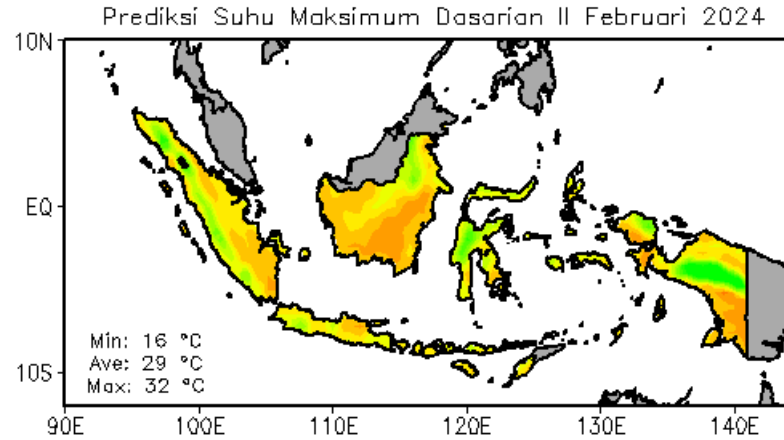 Prediksi Suhu Maksimum Dasarian II Februari 2024
10N
EQ
10S
Min: 16 °C
Ave: 29 °C
Max: 32 °C
90E 100E 110E 120E 130E 140E